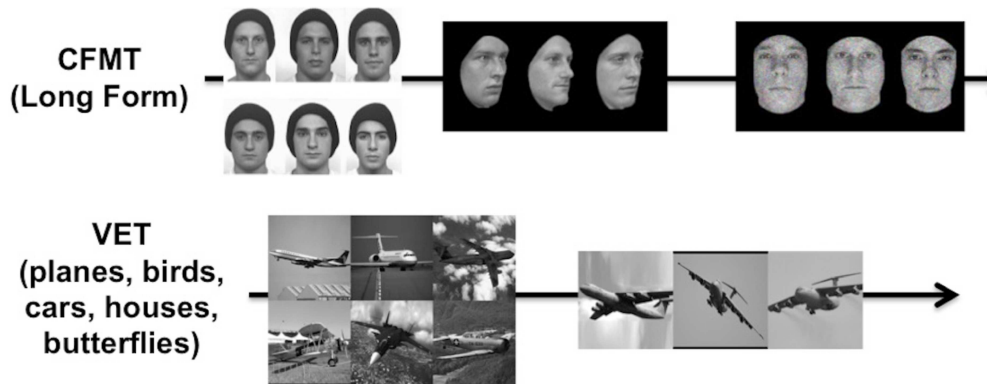 CFMT
(Long Form)
VET
(planes, birds,
cars, houses,
butterflies)